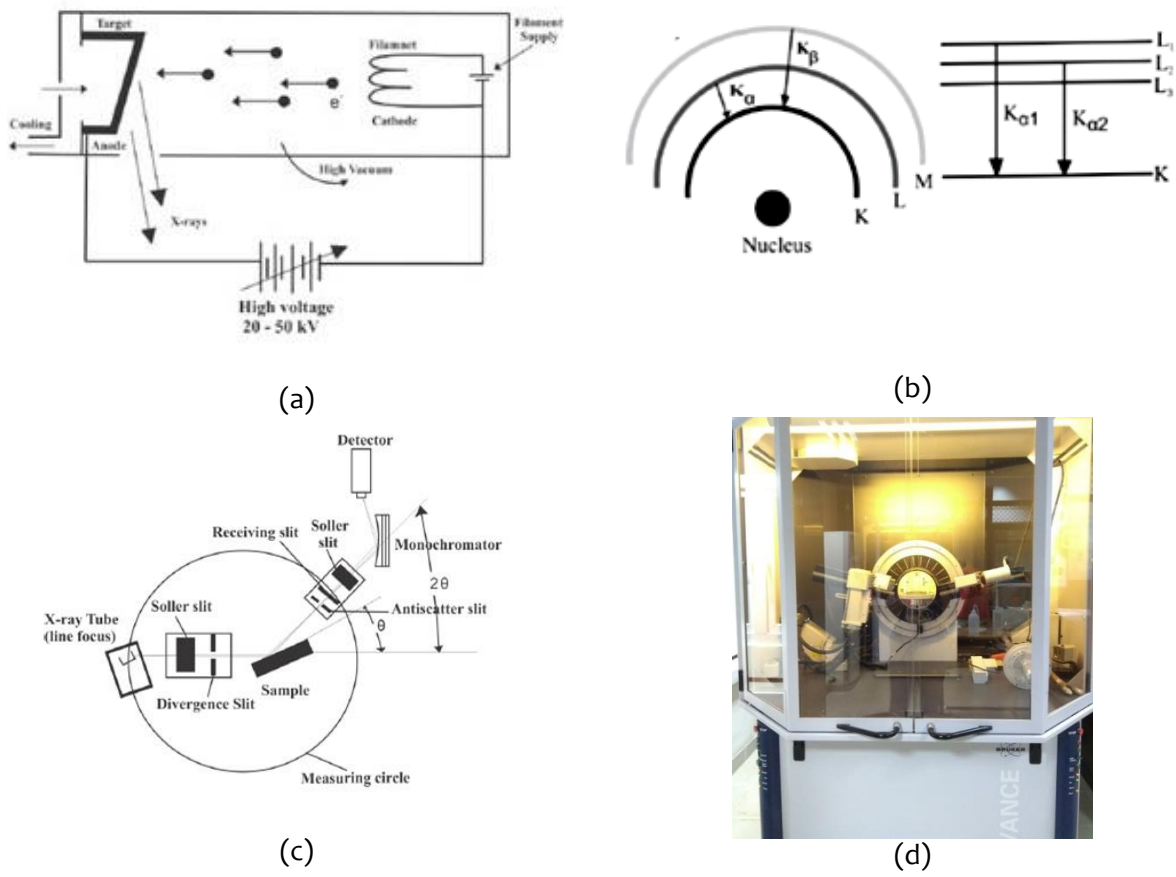 Target
Filament
Supply
Filamnet
e⁻
Cooling
Cathode
Anode
High Vacuum
X-rays
High voltage
20 - 50 kV
(a)
Kβ
Kα
M
L
K
Nucleus
L₁
L₂
L₃
Kα1
Kα2
K
(b)
Detector
Receiving slit
Soller
slit
Monochromator
2θ
Soller slit
Antiscatter slit
X-ray Tube
(line focus)
θ
Sample
Divergence Slit
Measuring circle
(c)
BRUKER
VANCE
(d)